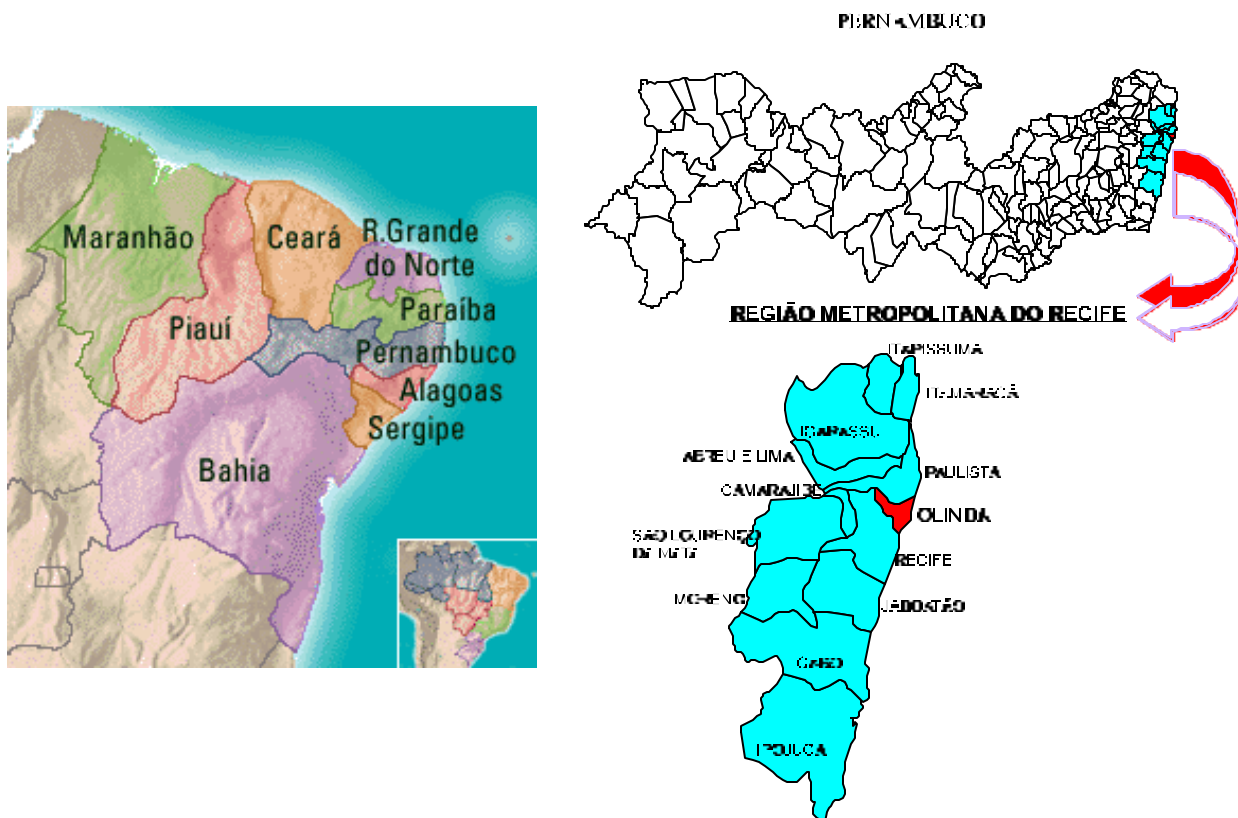 Maranhão
Ceará
R.Grande
do Norte
Paraíba
Piauí
Pernambuco
Alagoas
Sergipe
Bahia
PERNAMBUCO
REGIÃO METROPOLITANA DO RECIFE
ITAPISSUMA
ITAMARACÁ
IGARASSU
ABREU E LIMA
PAULISTA
CAMARAJIBE
OLINDA
SÃO LOURENÇO
DA MATA
RECIFE
MORENO
JABOATÃO
CABO
IPOJUCA